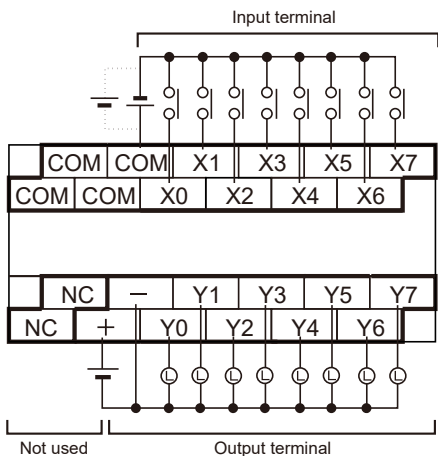 Input terminal
COM COM X1 X3 X5 X7
COM COM X0 X2 X4 X6
NC − Y1 Y3 Y5 Y7
NC + Y0 Y2 Y4 Y6
L L L L L L L L
Not used Output terminal